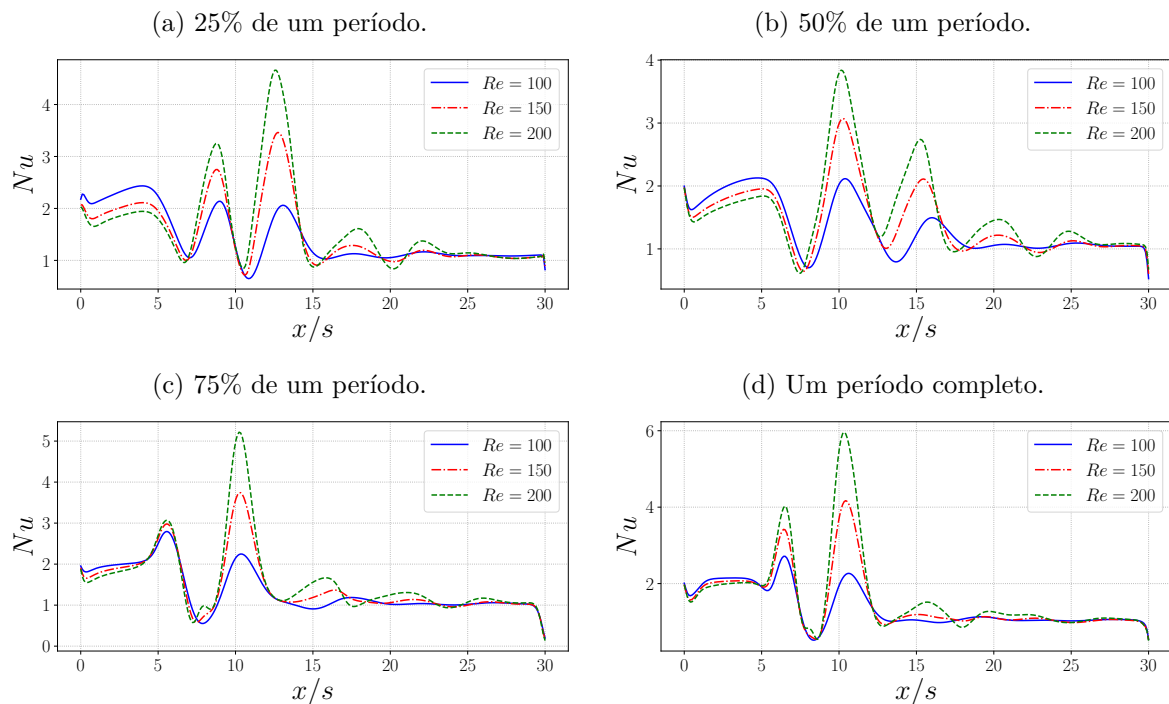 (a) 25% de um período.
Nu
4
3
2
1
0 5 10 15 20 25 30
x/s
Re = 100
Re = 150
Re = 200
(b) 50% de um período.
Nu
4
3
2
1
0 5 10 15 20 25 30
x/s
Re = 100
Re = 150
Re = 200
(c) 75% de um período.
Nu
5
4
3
2
1
0
0 5 10 15 20 25 30
x/s
Re = 100
Re = 150
Re = 200
(d) Um período completo.
Nu
6
4
2
0 5 10 15 20 25 30
x/s
Re = 100
Re = 150
Re = 200